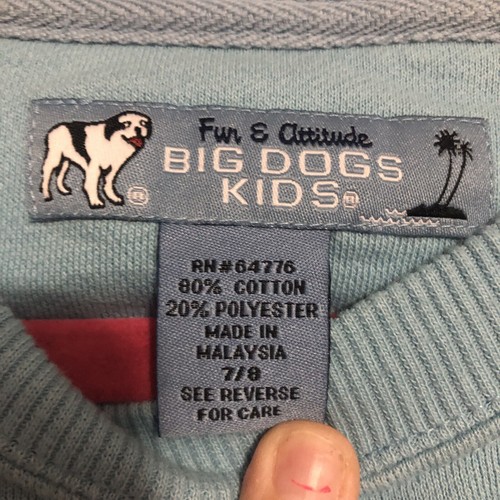 Fun & Attitude
BIG DOGS
KIDS®
®
RN#64776
80% COTTON
20% POLYESTER
MADE IN
MALAYSIA
7/8
SEE REVERSE
FOR CARE